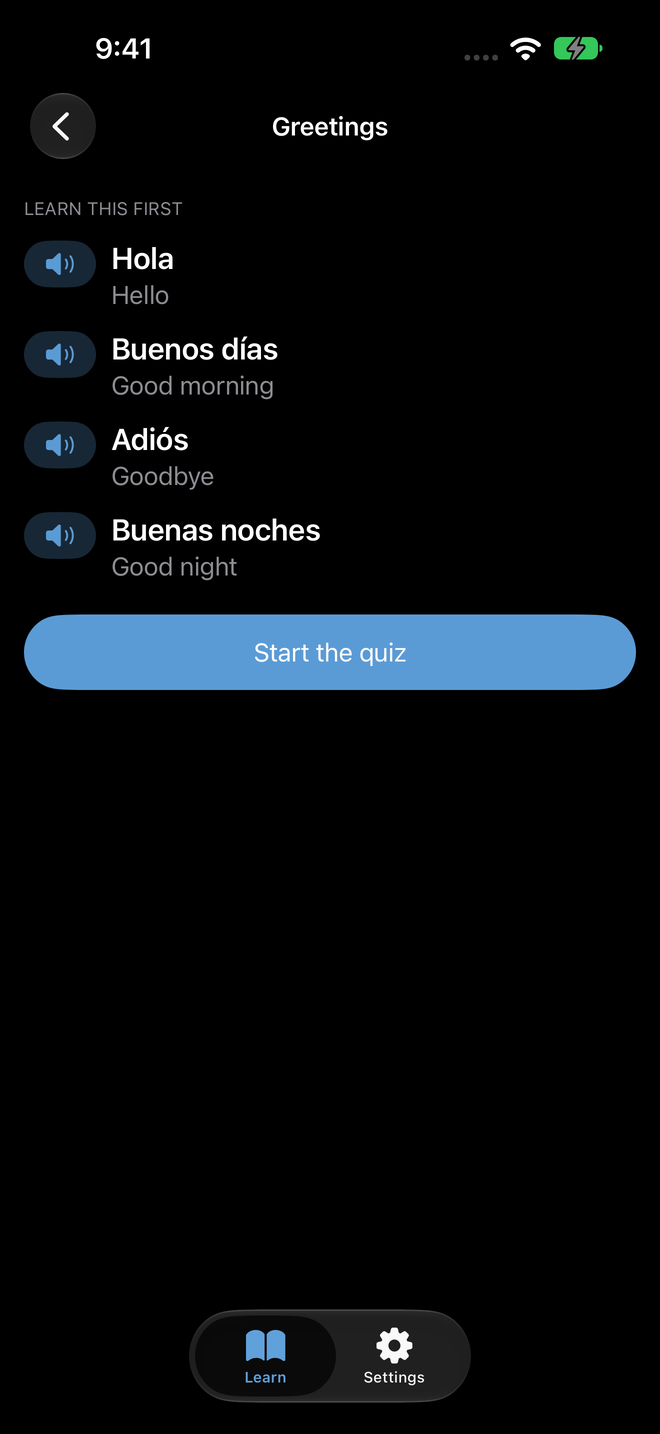 9:41
Greetings
LEARN THIS FIRST
Hola
Hello
Buenos días
Good morning
Adiós
Goodbye
Buenas noches
Good night
Start the quiz
Learn
Settings